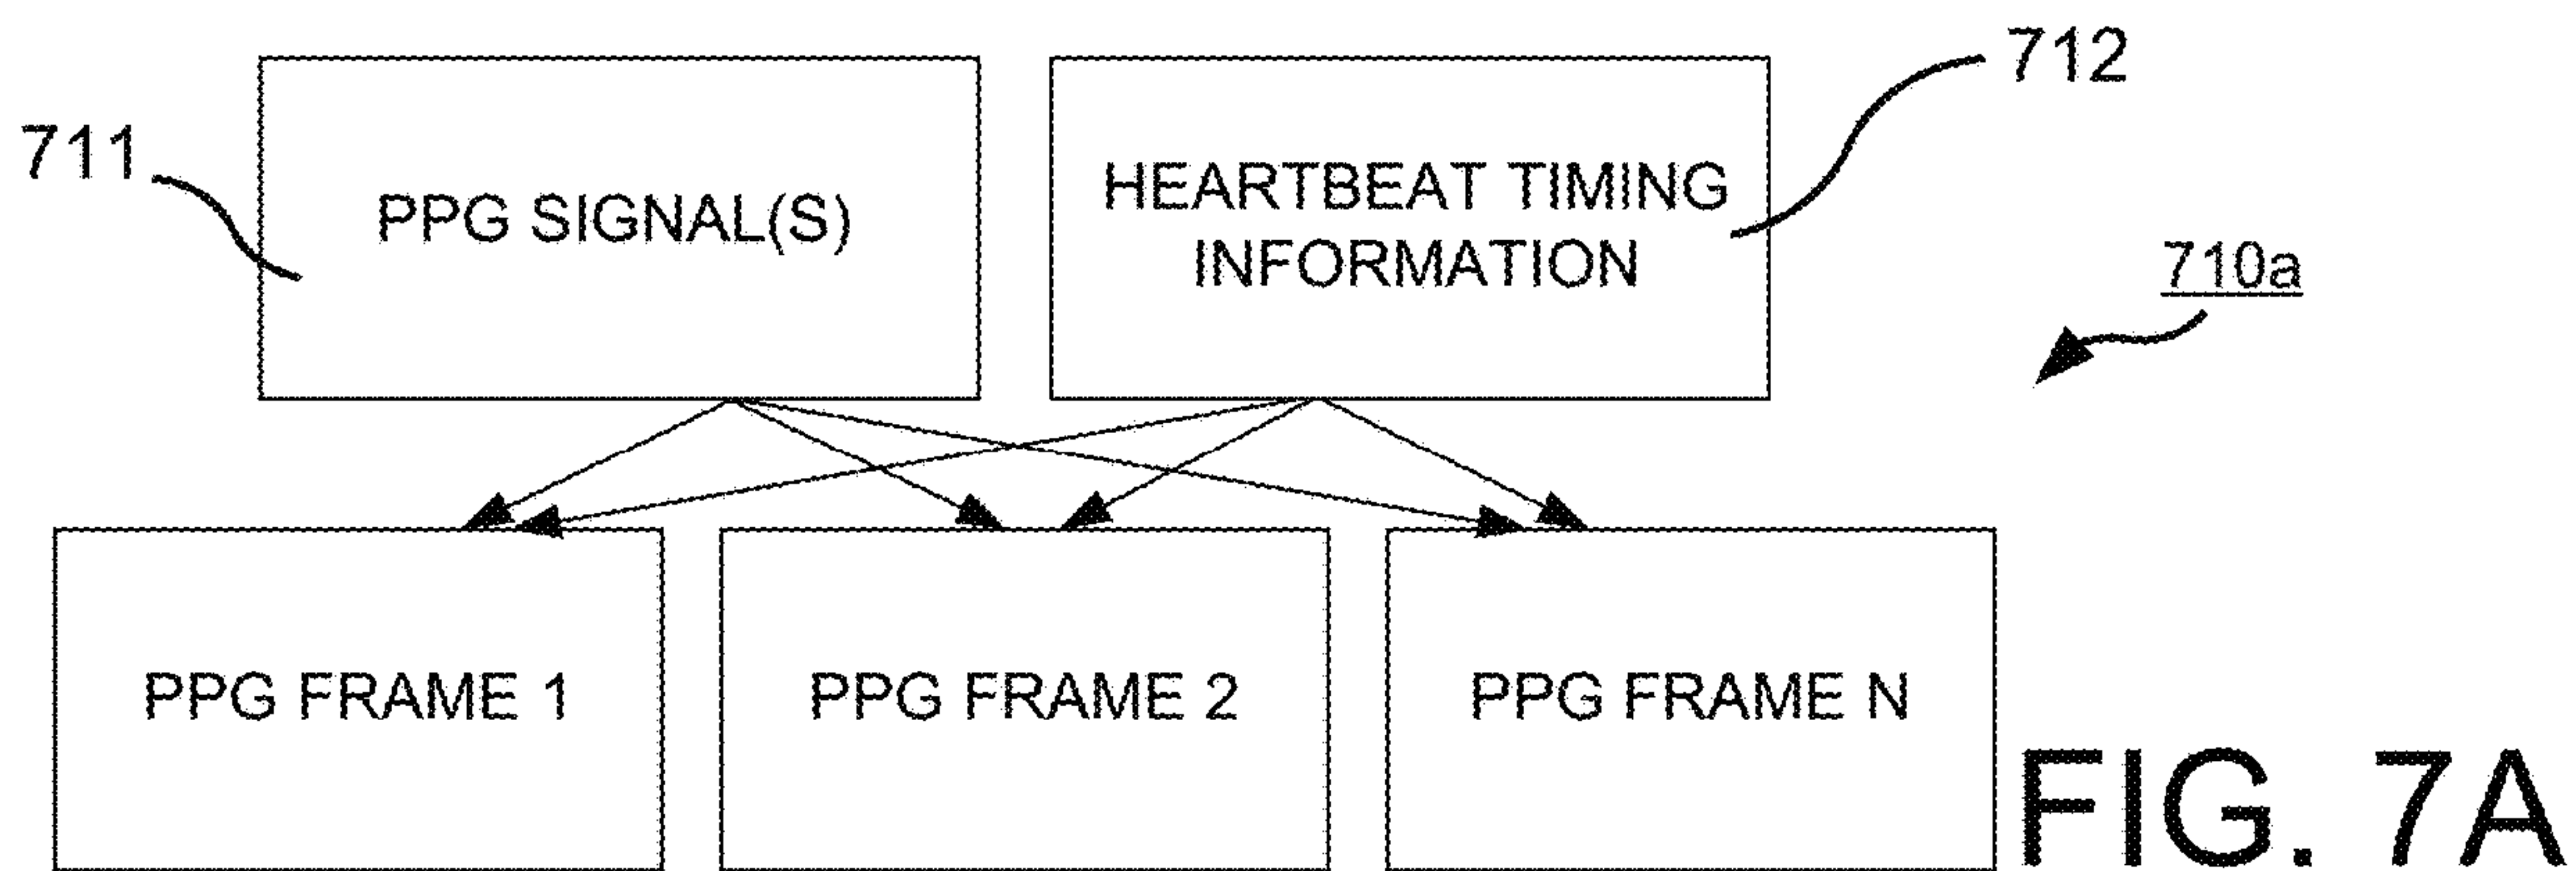 712
711
PPG SIGNAL(S)
HEARTBEAT TIMING
INFORMATION
710a
PPG FRAME 1
PPG FRAME 2
PPG FRAME N
FIG. 7A